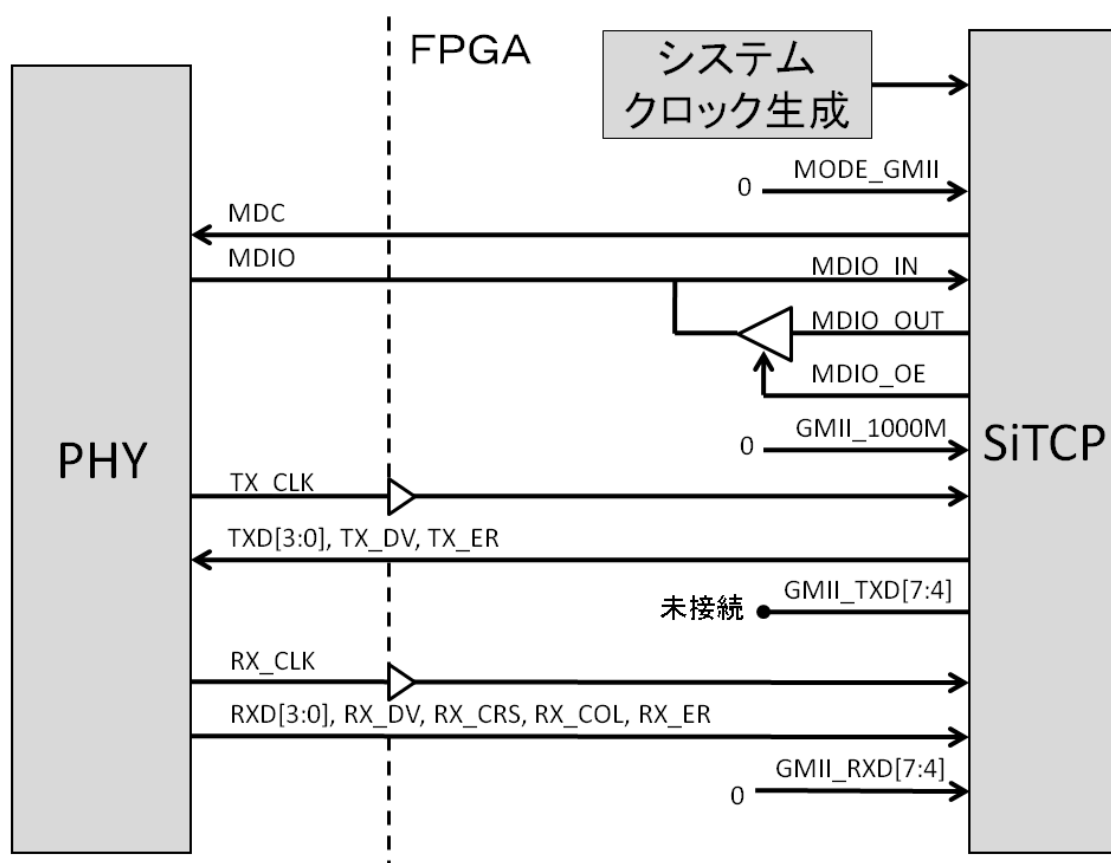 FPGA
システム
クロック生成
MODE_GMII
0
MDC
MDIO
MDIO_IN
MDIO_OUT
MDIO_OE
GMII_1000M
0
PHY
SiTCP
TX_CLK
TXD[3:0], TX_DV, TX_ER
GMII_TXD[7:4]
未接続
RX_CLK
RXD[3:0], RX_DV, RX_CRS, RX_COL, RX_ER
GMII_RXD[7:4]
0